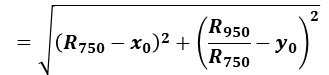 = √((R₇₅₀ − x₀)² + (R₉₅₀/R₇₅₀ − y₀)²)